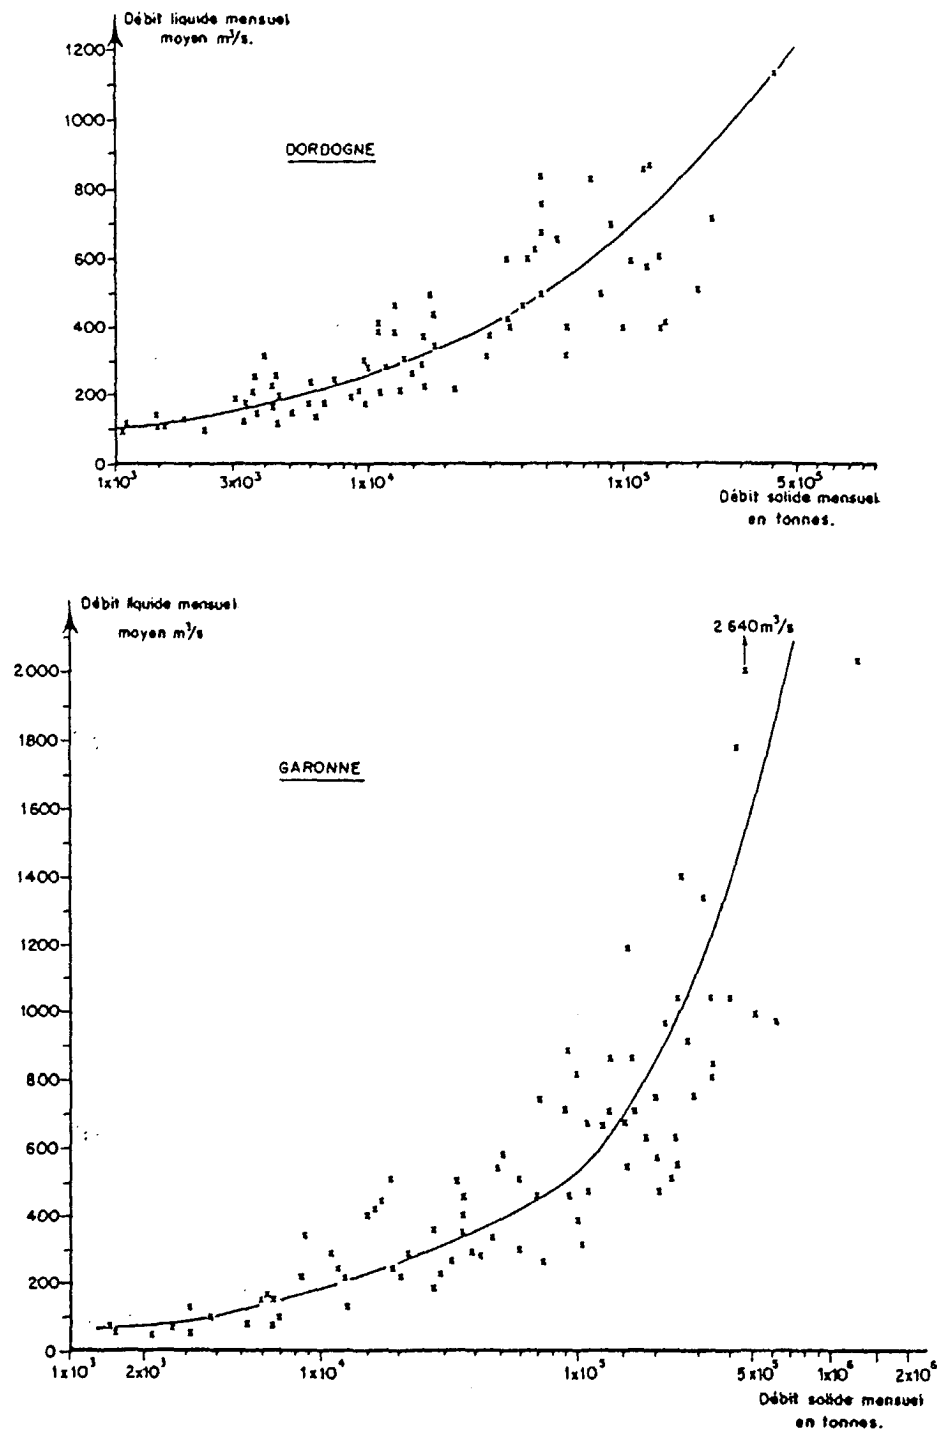 Débit liquide mensuel
moyen m³/s.
1200
1000
DORDOGNE
800
600
400
200
0
1x10³ 3x10³ 1x10⁴ 1x10⁵ 5x10⁵
Débit solide mensuel
en tonnes.
Débit liquide mensuel
moyen m³/s
2 640 m³/s
2000
1800
GARONNE
1600
1400
1200
1000
800
600
400
200
0
1x10³ 2x10³ 1x10⁴ 1x10⁵ 5x10⁵ 1x10⁶ 2x10⁶
Débit solide mensuel
en tonnes.